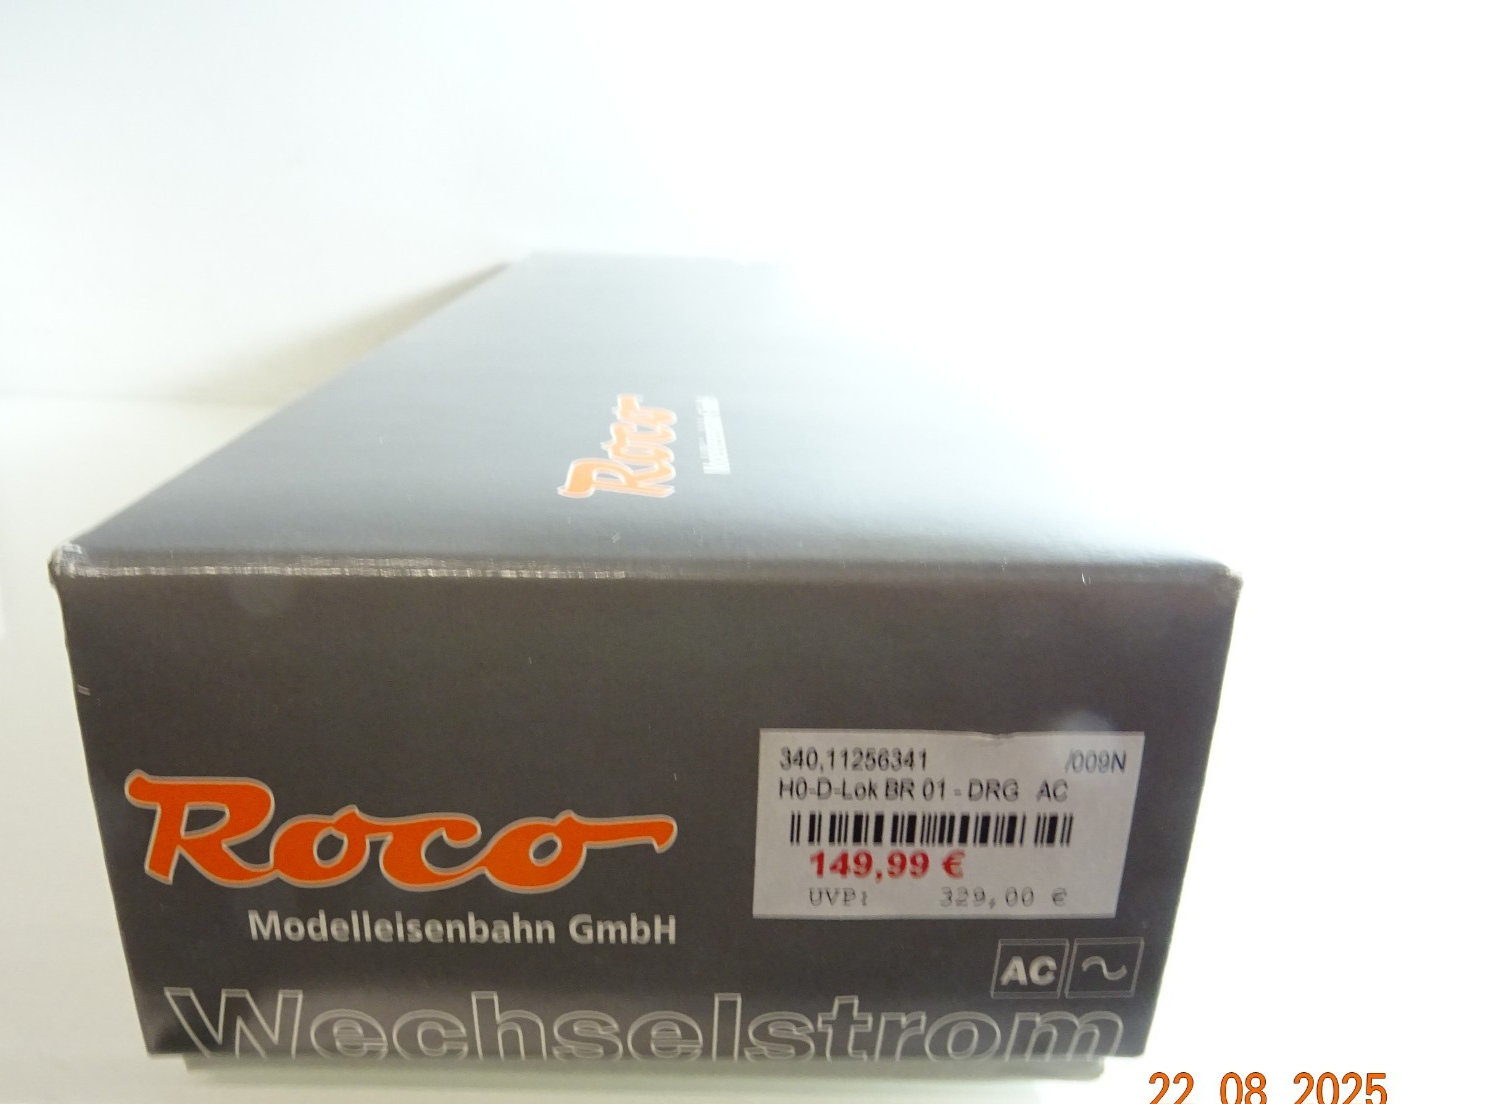 Roco
Roco
Modelleisenbahn GmbH
340,11256341 /009N
H0-D-Lok BR 01 - DRG AC
149,99 €
UVP: 329,00 €
AC
Wechselstrom
22 08 2025